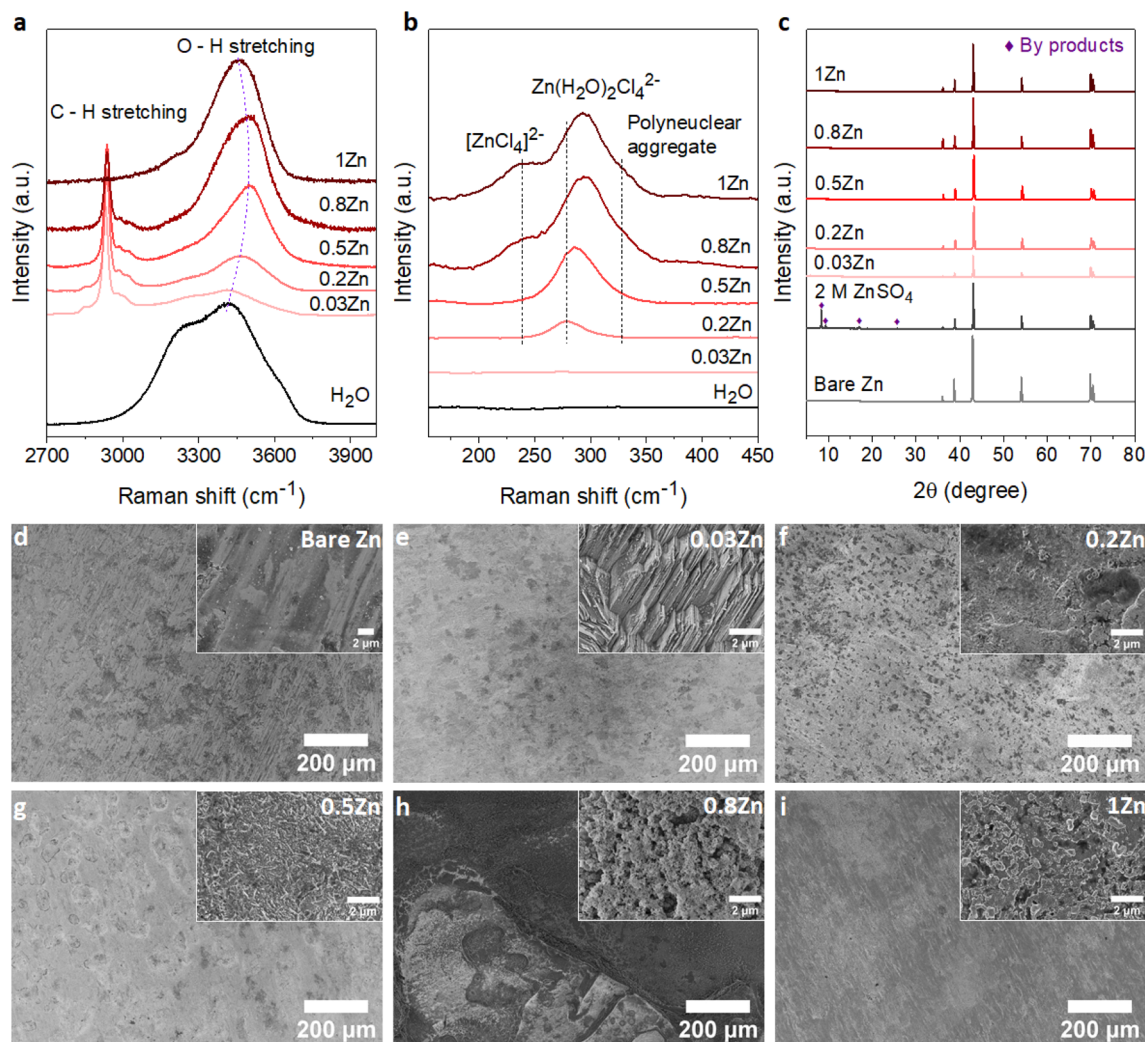 a
O - H stretching
C - H stretching
1Zn
0.8Zn
0.5Zn
0.2Zn
0.03Zn
H₂O
Intensity (a.u.)
2700 3000 3300 3600 3900
Raman shift (cm⁻¹)
b
Zn(H₂O)₂Cl₄²⁻
[ZnCl₄]²⁻
Polyneuclear
aggregate
1Zn
0.8Zn
0.5Zn
0.2Zn
0.03Zn
H₂O
Intensity (a.u.)
200 250 300 350 400 450
Raman shift (cm⁻¹)
c
♦ By products
1Zn
0.8Zn
0.5Zn
0.2Zn
0.03Zn
2 M ZnSO₄
Bare Zn
Intensity (a.u.)
10 20 30 40 50 60 70 80
2θ (degree)
d
Bare Zn
2 μm
200 μm
e
0.03Zn
2 μm
200 μm
f
0.2Zn
2 μm
200 μm
g
0.5Zn
2 μm
200 μm
h
0.8Zn
2 μm
200 μm
i
1Zn
2 μm
200 μm